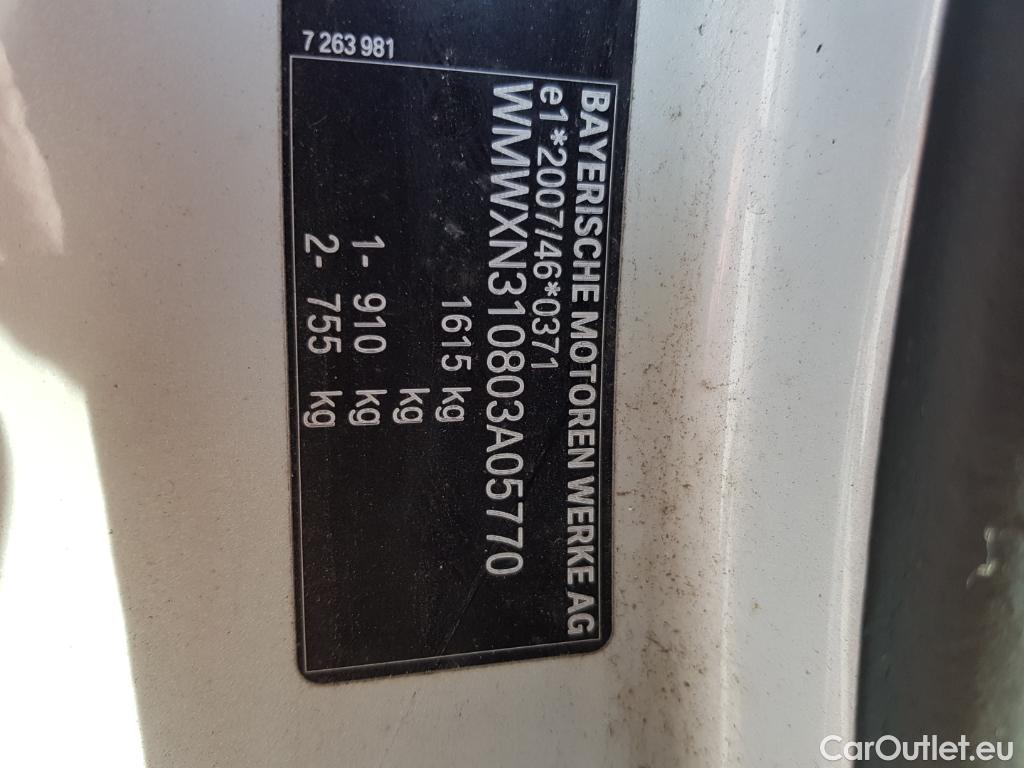 7 263 981
BAYERISCHE MOTOREN WERKE AG
e1*2007/46*0371
WMWXN310803A05770
1615 kg
kg
1- 910 kg
2- 755 kg
CarOutlet.eu